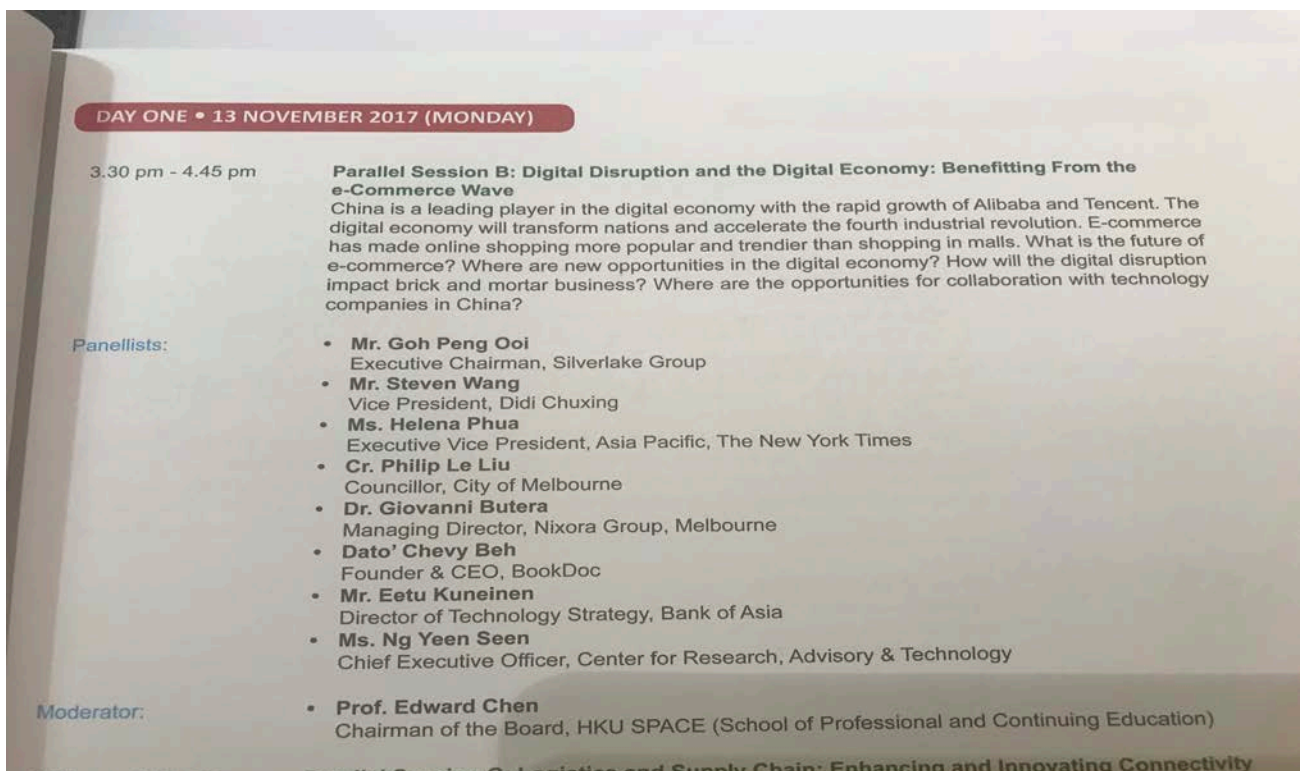 DAY ONE • 13 NOVEMBER 2017 (MONDAY)
3.30 pm - 4.45 pm
Parallel Session B: Digital Disruption and the Digital Economy: Benefitting From the
e-Commerce Wave
China is a leading player in the digital economy with the rapid growth of Alibaba and Tencent. The
digital economy will transform nations and accelerate the fourth industrial revolution. E-commerce
has made online shopping more popular and trendier than shopping in malls. What is the future of
e-commerce? Where are new opportunities in the digital economy? How will the digital disruption
impact brick and mortar business? Where are the opportunities for collaboration with technology
companies in China?
Panellists:
• Mr. Goh Peng Ooi
Executive Chairman, Silverlake Group
• Mr. Steven Wang
Vice President, Didi Chuxing
• Ms. Helena Phua
Executive Vice President, Asia Pacific, The New York Times
• Cr. Philip Le Liu
Councillor, City of Melbourne
• Dr. Giovanni Butera
Managing Director, Nixora Group, Melbourne
• Dato' Chevy Beh
Founder & CEO, BookDoc
• Mr. Eetu Kuneinen
Director of Technology Strategy, Bank of Asia
• Ms. Ng Yeen Seen
Chief Executive Officer, Center for Research, Advisory & Technology
Moderator:
• Prof. Edward Chen
Chairman of the Board, HKU SPACE (School of Professional and Continuing Education)
Supply Chain: Enhancing and Innovating Connectivity